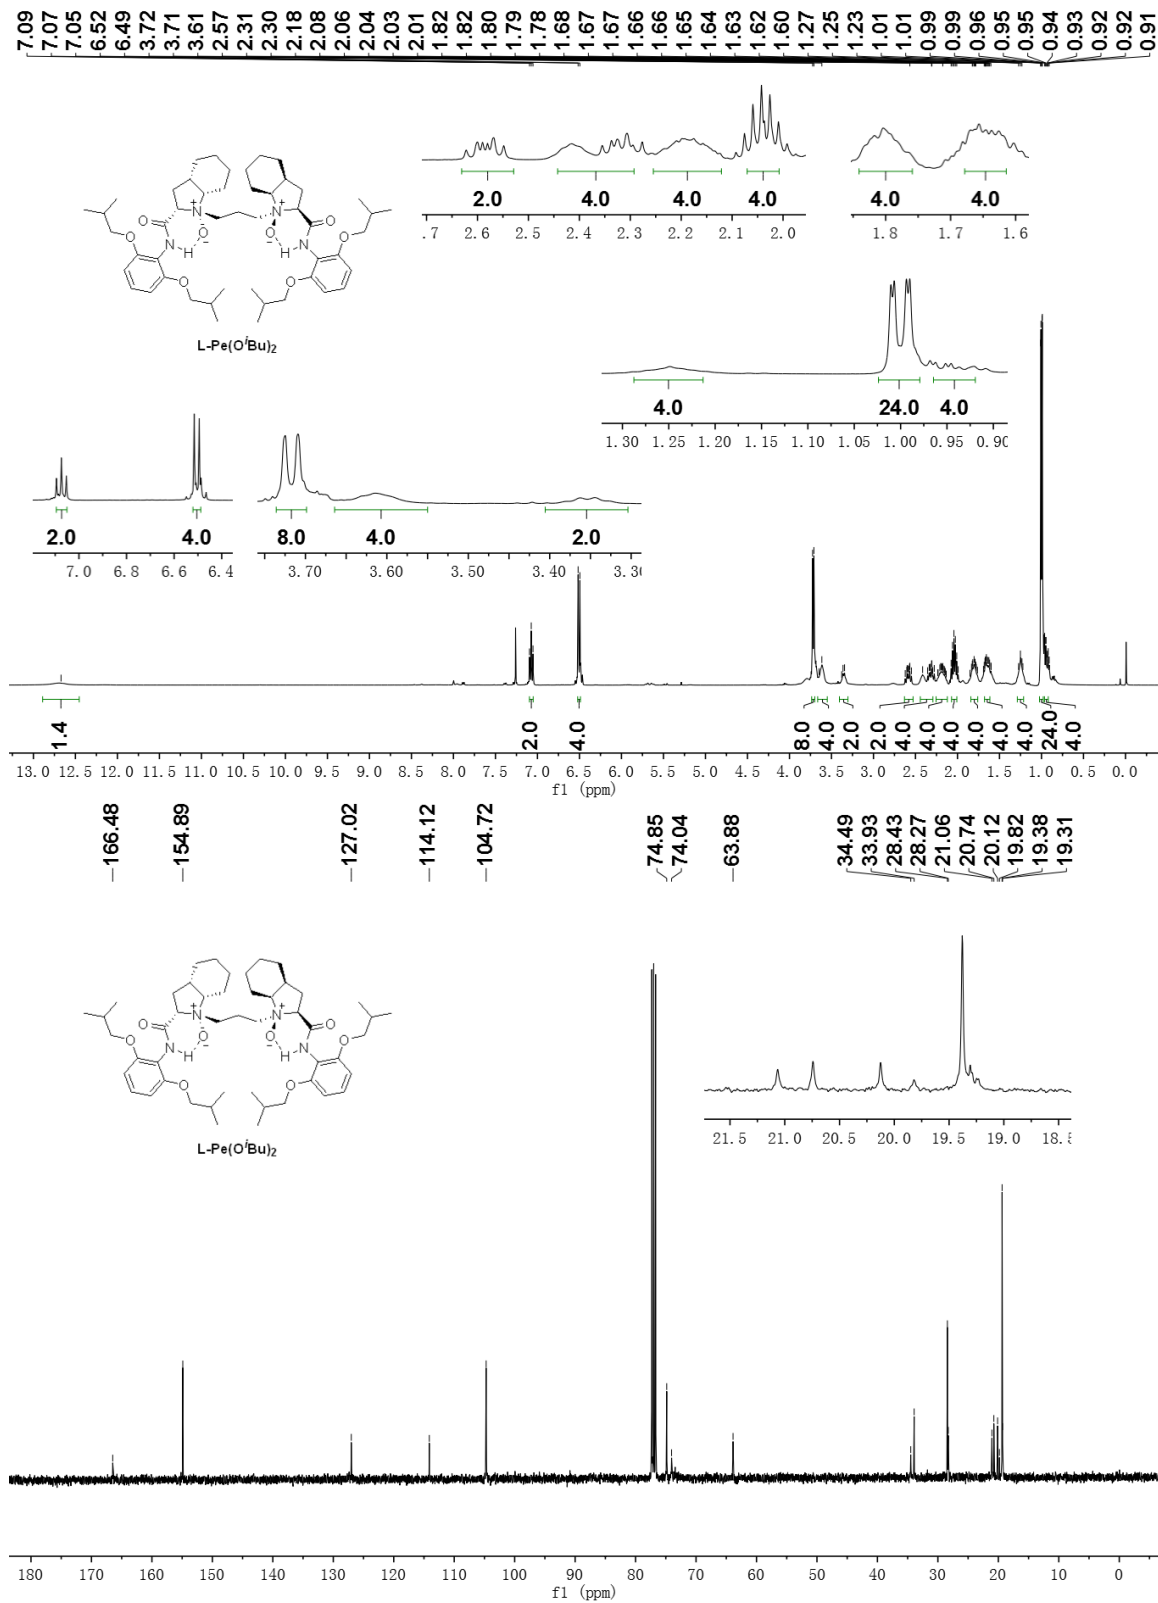 7.09 7.07 7.05 6.52 6.49 3.72 3.71 3.61 2.57 2.31 2.30 2.18 2.08 2.06 2.04 2.03 2.01 1.82 1.82 1.80 1.79 1.78 1.68 1.67 1.67 1.66 1.66 1.65 1.64 1.63 1.62 1.60 1.27 1.25 1.23 1.01 1.01 0.99 0.99 0.96 0.95 0.95 0.94 0.93 0.92 0.92 0.91
2.0 4.0 4.0 4.0 4.0 4.0
.7 2.6 2.5 2.4 2.3 2.2 2.1 2.0 1.8 1.7 1.6
O N H O − N + N + O − H N O
O O O O
L-Pe(OⁱBu)₂
4.0 24.0 4.0
1.30 1.25 1.20 1.15 1.10 1.05 1.00 0.95 0.90
2.0 4.0 8.0 4.0 2.0
7.0 6.8 6.6 6.4 3.70 3.60 3.50 3.40 3.30
1.4 2.0 4.0 8.0 4.0 2.0 2.0 4.0 4.0 4.0 4.0 4.0 4.0 24.0 4.0
13.0 12.5 12.0 11.5 11.0 10.5 10.0 9.5 9.0 8.5 8.0 7.5 7.0 6.5 6.0 5.5 5.0 4.5 4.0 3.5 3.0 2.5 2.0 1.5 1.0 0.5 0.0
f1 (ppm)
166.48 154.89 127.02 114.12 104.72 74.85 74.04 63.88 34.49 33.93 28.43 28.27 21.06 20.74 20.12 19.82 19.38 19.31
O N H O − N + N + O − H N O
O O O O
L-Pe(OⁱBu)₂
21.5 21.0 20.5 20.0 19.5 19.0 18.5
180 170 160 150 140 130 120 110 100 90 80 70 60 50 40 30 20 10 0
f1 (ppm)